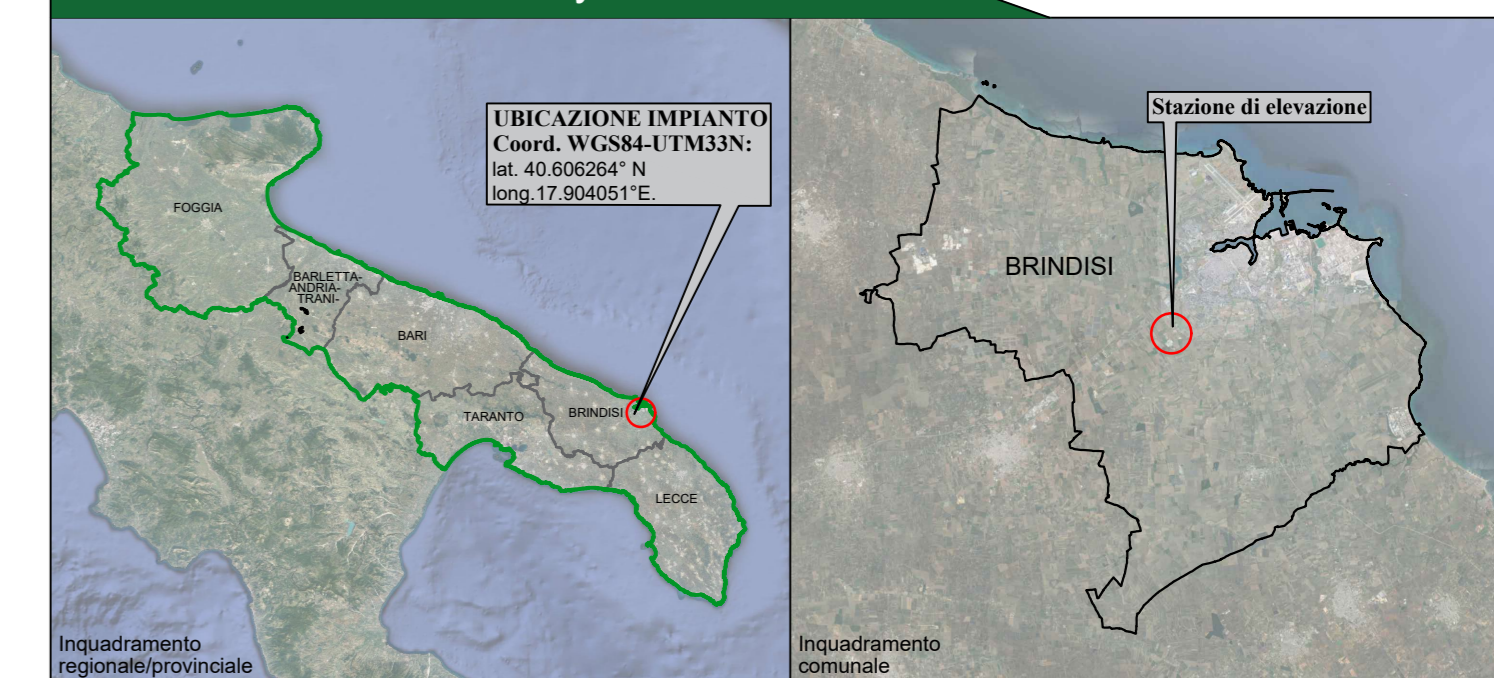 UBICAZIONE IMPIANTO
Coord. WGS84-UTM33N:
lat. 40.606264° N
long.17.904051°E.
FOGGIA
BARLETTA-
ANDRIA-
TRANI-
BARI
TARANTO
BRINDISI
LECCE
Inquadramento
regionale/provinciale
Stazione di elevazione
BRINDISI
Inquadramento
comunale